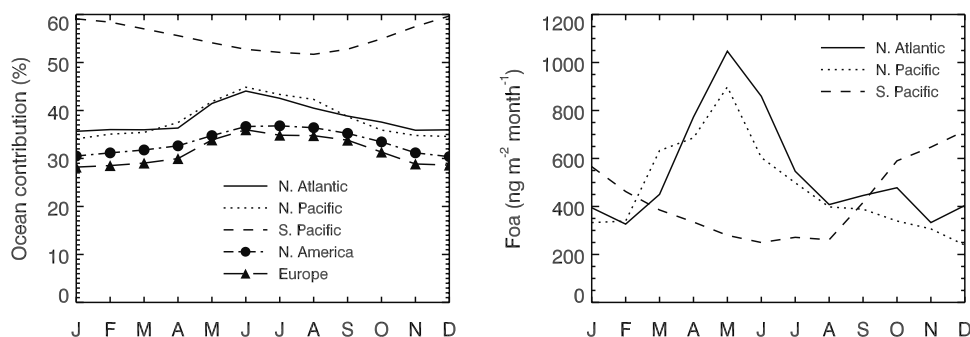 Ocean contribution (%)
60
50
40
30
20
10
0
N. Atlantic
N. Pacific
S. Pacific
N. America
Europe
J F M A M J J A S O N D
Foa (ng m⁻² month⁻¹)
1200
1000
800
600
400
200
0
N. Atlantic
N. Pacific
S. Pacific
J F M A M J J A S O N D